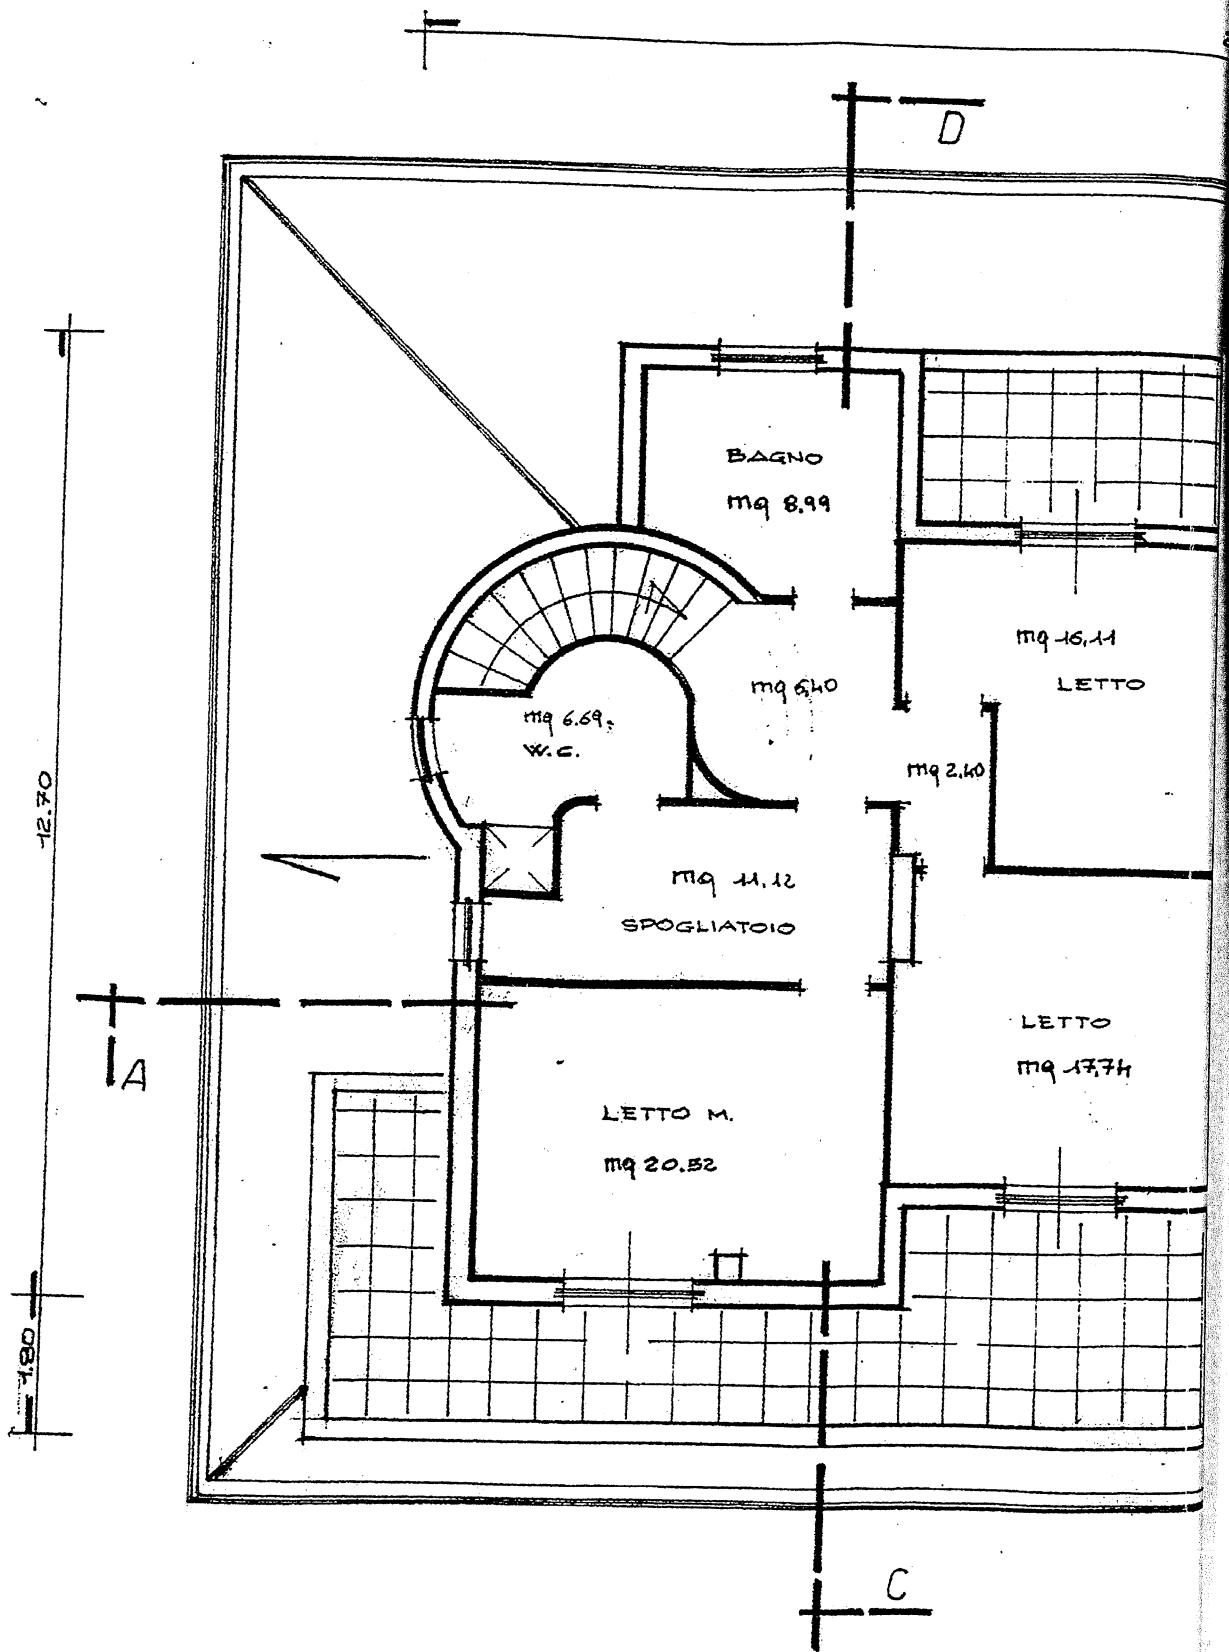 D
BAGNO
mq 8.99
mq 16,11
LETTO
mq 6,40
mq 6.69
W.C.
mq 2,40
12.70
mq 11,12
SPOGLIATOIO
A
LETTO
mq 17,74
LETTO M.
mq 20.52
1.80
C